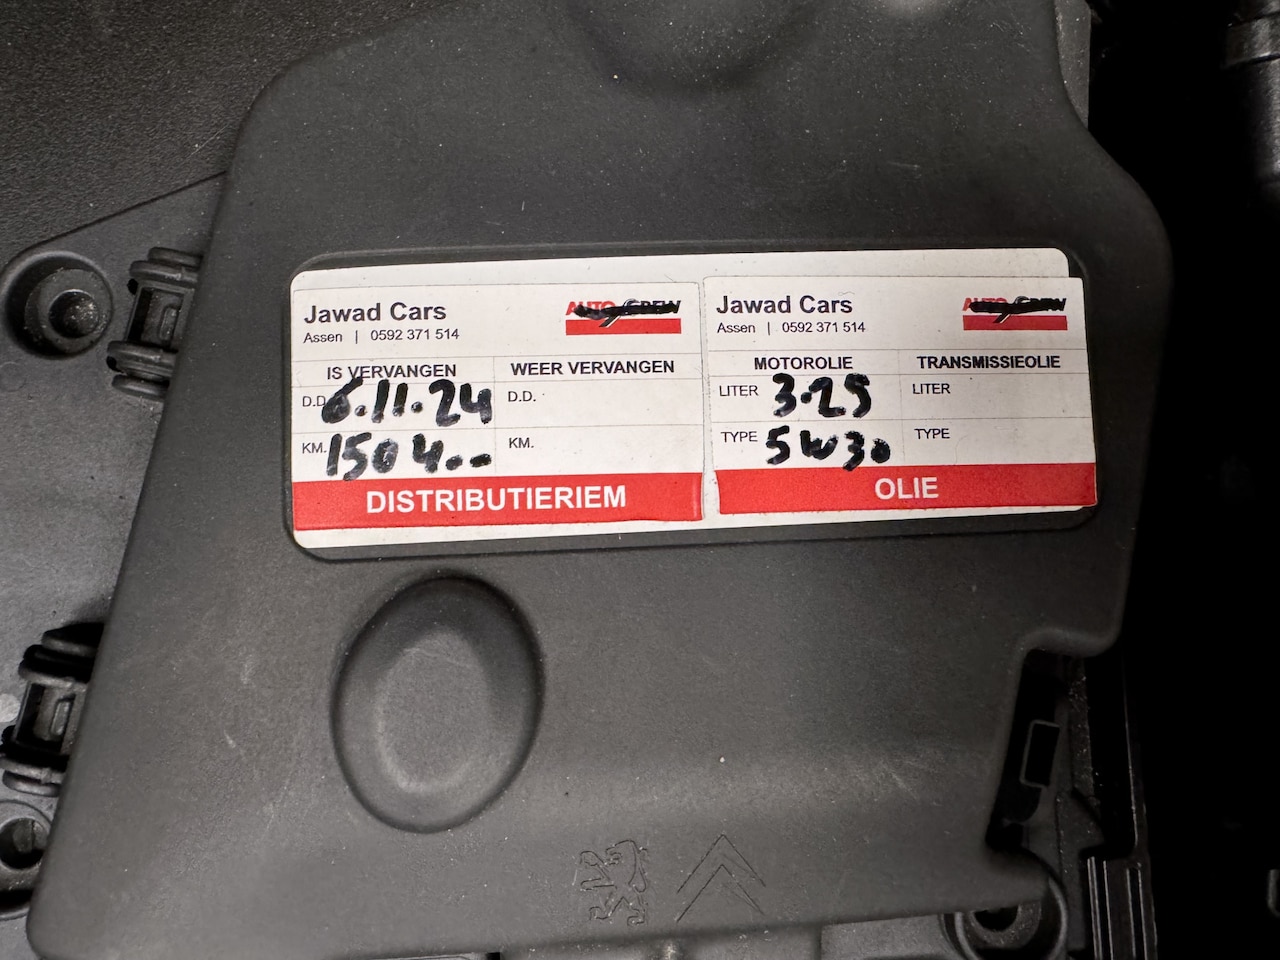 Jawad Cars
Assen | 0592 371 514
IS VERVANGEN WEER VERVANGEN
D.D. 6.11.24 D.D.
KM. 150400 KM.
DISTRIBUTIERIEM
Jawad Cars
Assen | 0592 371 514
MOTOROLIE TRANSMISSIEOLIE
LITER 3.25 LITER
TYPE 5W30 TYPE
OLIE